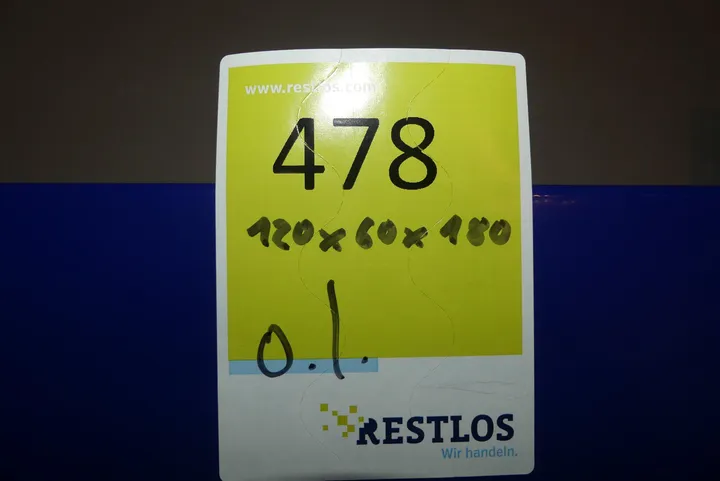 www.restlos.com
478
120x60x180
o.l.
RESTLOS
Wir handeln.